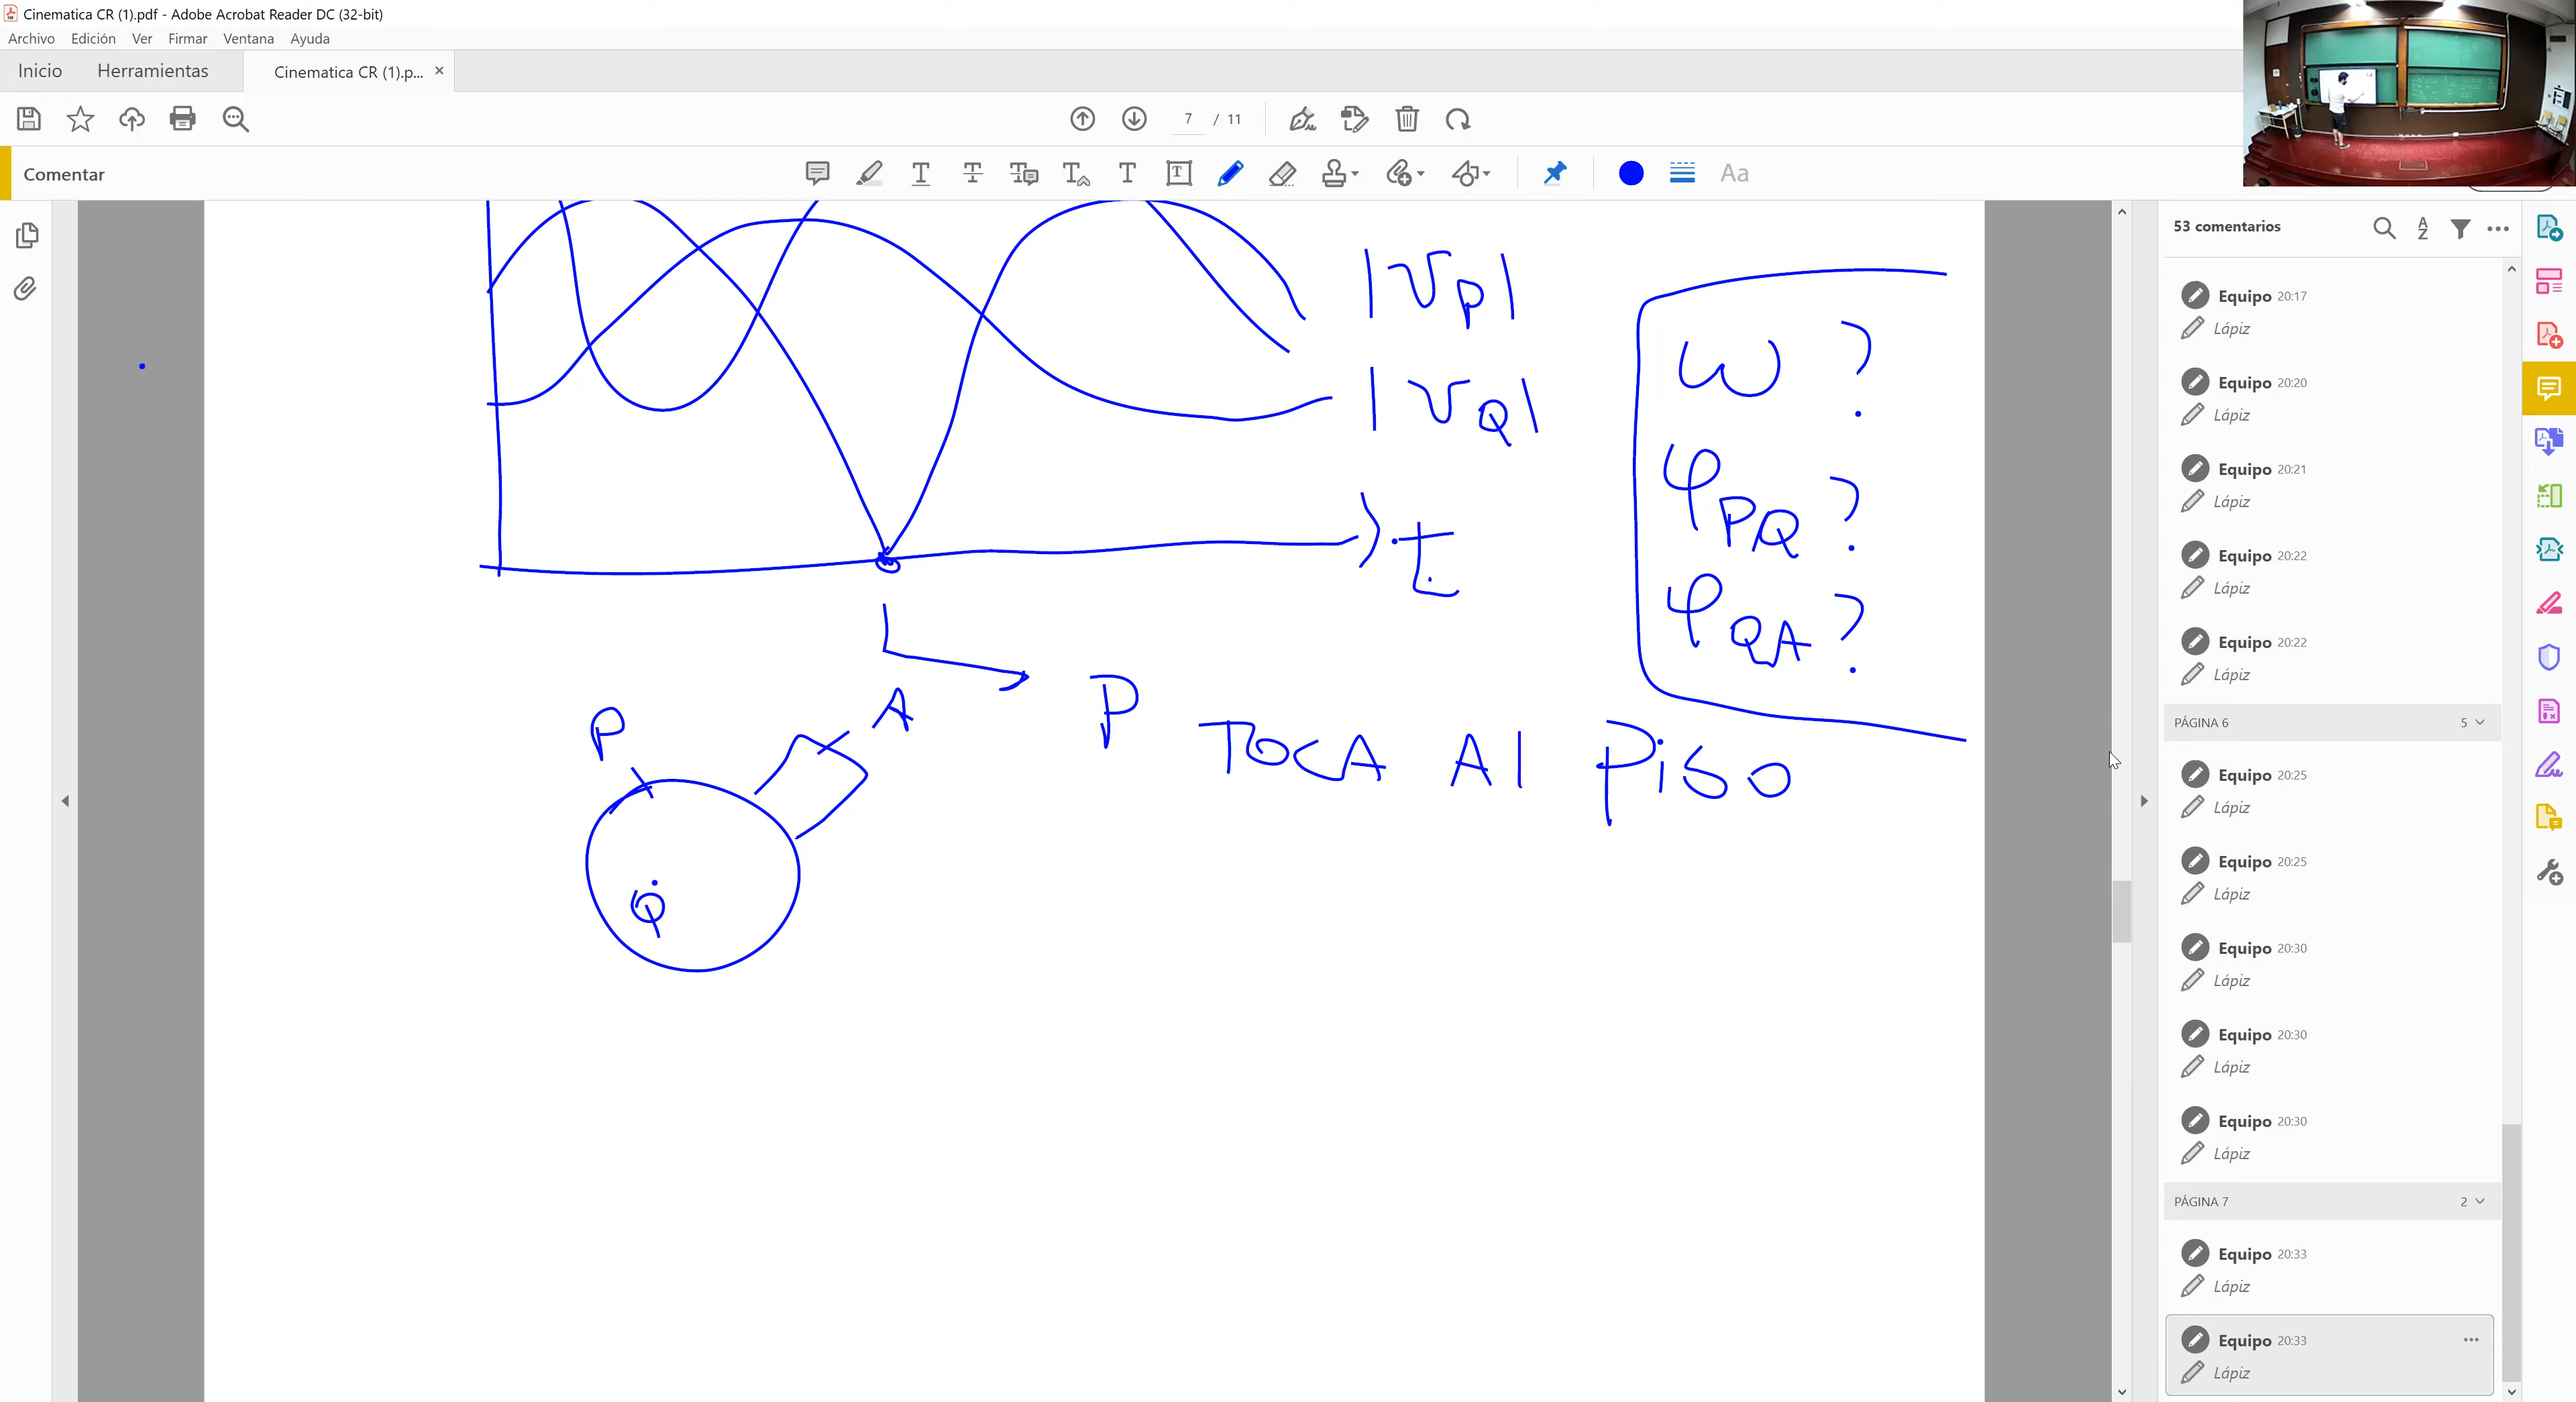 Cinematica CR (1).pdf - Adobe Acrobat Reader DC (32-bit)
Archivo Edición Ver Firmar Ventana Ayuda
Inicio Herramientas Cinematica CR (1).p... ×
7 / 11
Comentar
Aa
53 comentarios
|v_P|
|v_Q|
t
ω ?
φ_PQ ?
φ_QA ?
P TOCA Al PiSO
P
A
Q
Equipo 20:17
Lápiz
Equipo 20:20
Lápiz
Equipo 20:21
Lápiz
Equipo 20:22
Lápiz
Equipo 20:22
Lápiz
PÁGINA 6 5
Equipo 20:25
Lápiz
Equipo 20:25
Lápiz
Equipo 20:30
Lápiz
Equipo 20:30
Lápiz
Equipo 20:30
Lápiz
PÁGINA 7 2
Equipo 20:33
Lápiz
Equipo 20:33
Lápiz